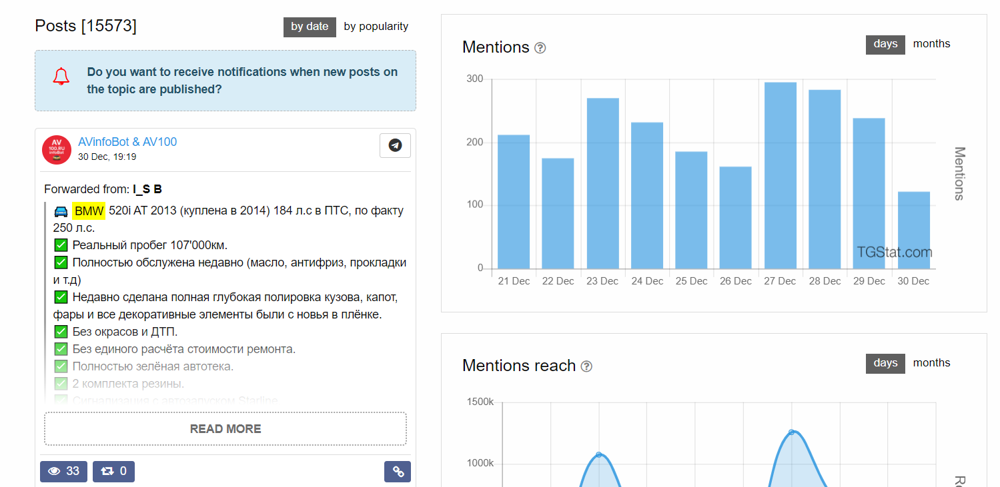 Posts [15573]
by date
by popularity
Do you want to receive notifications when new posts on
the topic are published?
AV
100.RU
infoBot
AVinfoBot & AV100
30 Dec, 19:19
Forwarded from: I_S B
BMW 520i AT 2013 (куплена в 2014) 184 л.с в ПТС, по факту
250 л.с.
Реальный пробег 107'000км.
Полностью обслужена недавно (масло, антифриз, прокладки
и т.д)
Недавно сделана полная глубокая полировка кузова, капот,
фары и все декоративные элементы были с новья в плёнке.
Без окрасов и ДТП.
Без единого расчёта стоимости ремонта.
Полностью зелёная автотека.
2 комплекта резины.
Сигнализация с автозапуском Starline
READ MORE
33
0
Mentions
days
months
300
200
100
0
Mentions
TGStat.com
21 Dec
22 Dec
23 Dec
24 Dec
25 Dec
26 Dec
27 Dec
28 Dec
29 Dec
30 Dec
Mentions reach
days
months
1500k
1000k